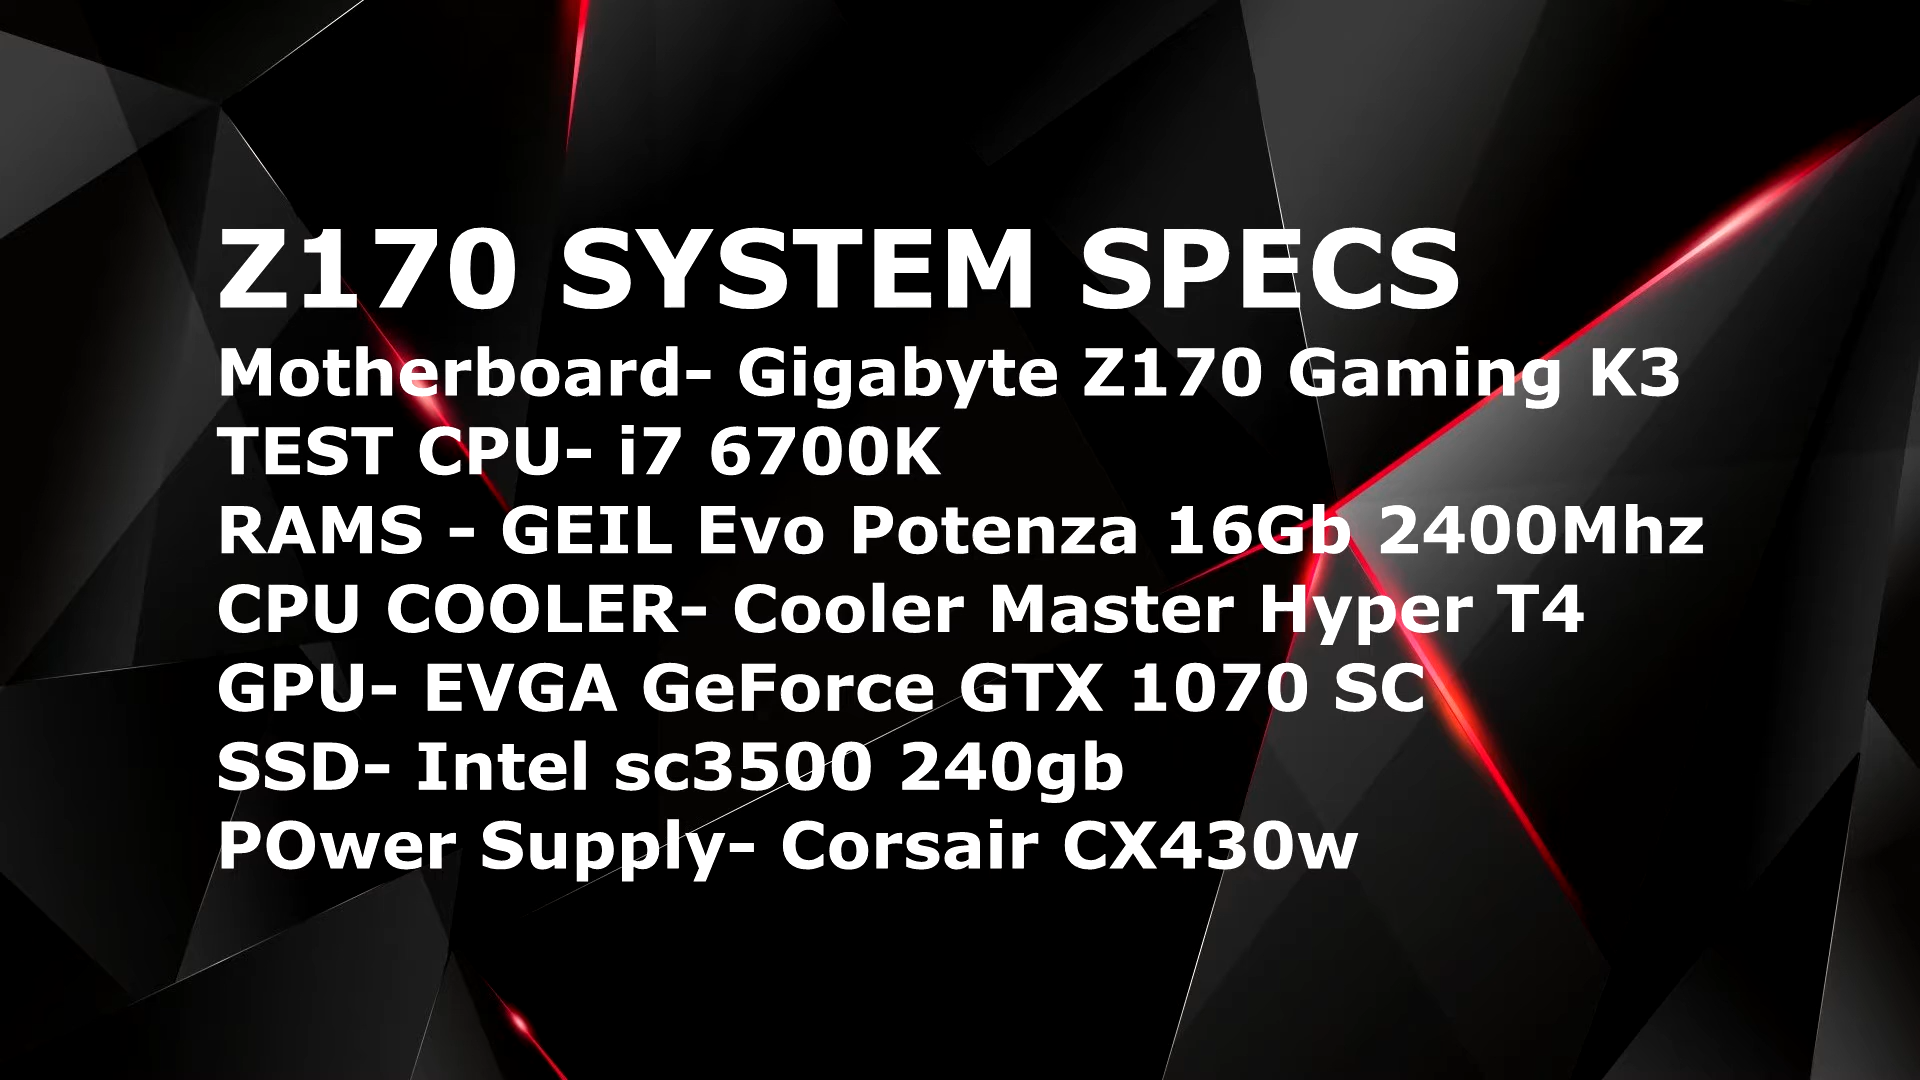 Z170 SYSTEM SPECS
Motherboard- Gigabyte Z170 Gaming K3
TEST CPU- i7 6700K
RAMS - GEIL Evo Potenza 16Gb 2400Mhz
CPU COOLER- Cooler Master Hyper T4
GPU- EVGA GeForce GTX 1070 SC
SSD- Intel sc3500 240gb
POwer Supply- Corsair CX430w